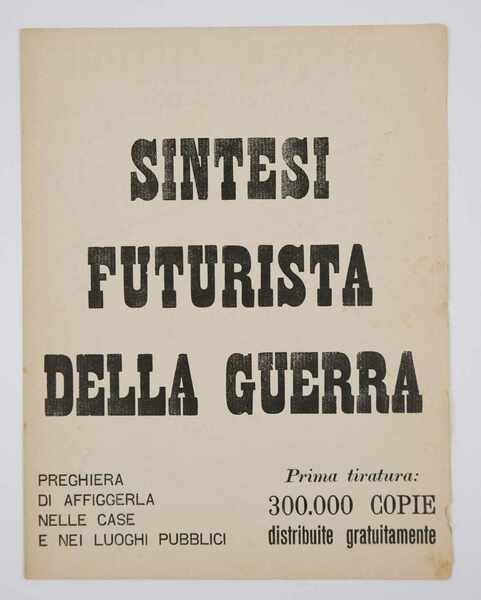 SINTESI
FUTURISTA
DELLA GUERRA
PREGHIERA
DI AFFIGGERLA
NELLE CASE
E NEI LUOGHI PUBBLICI
Prima tiratura:
300.000 COPIE
distribuite gratuitamente